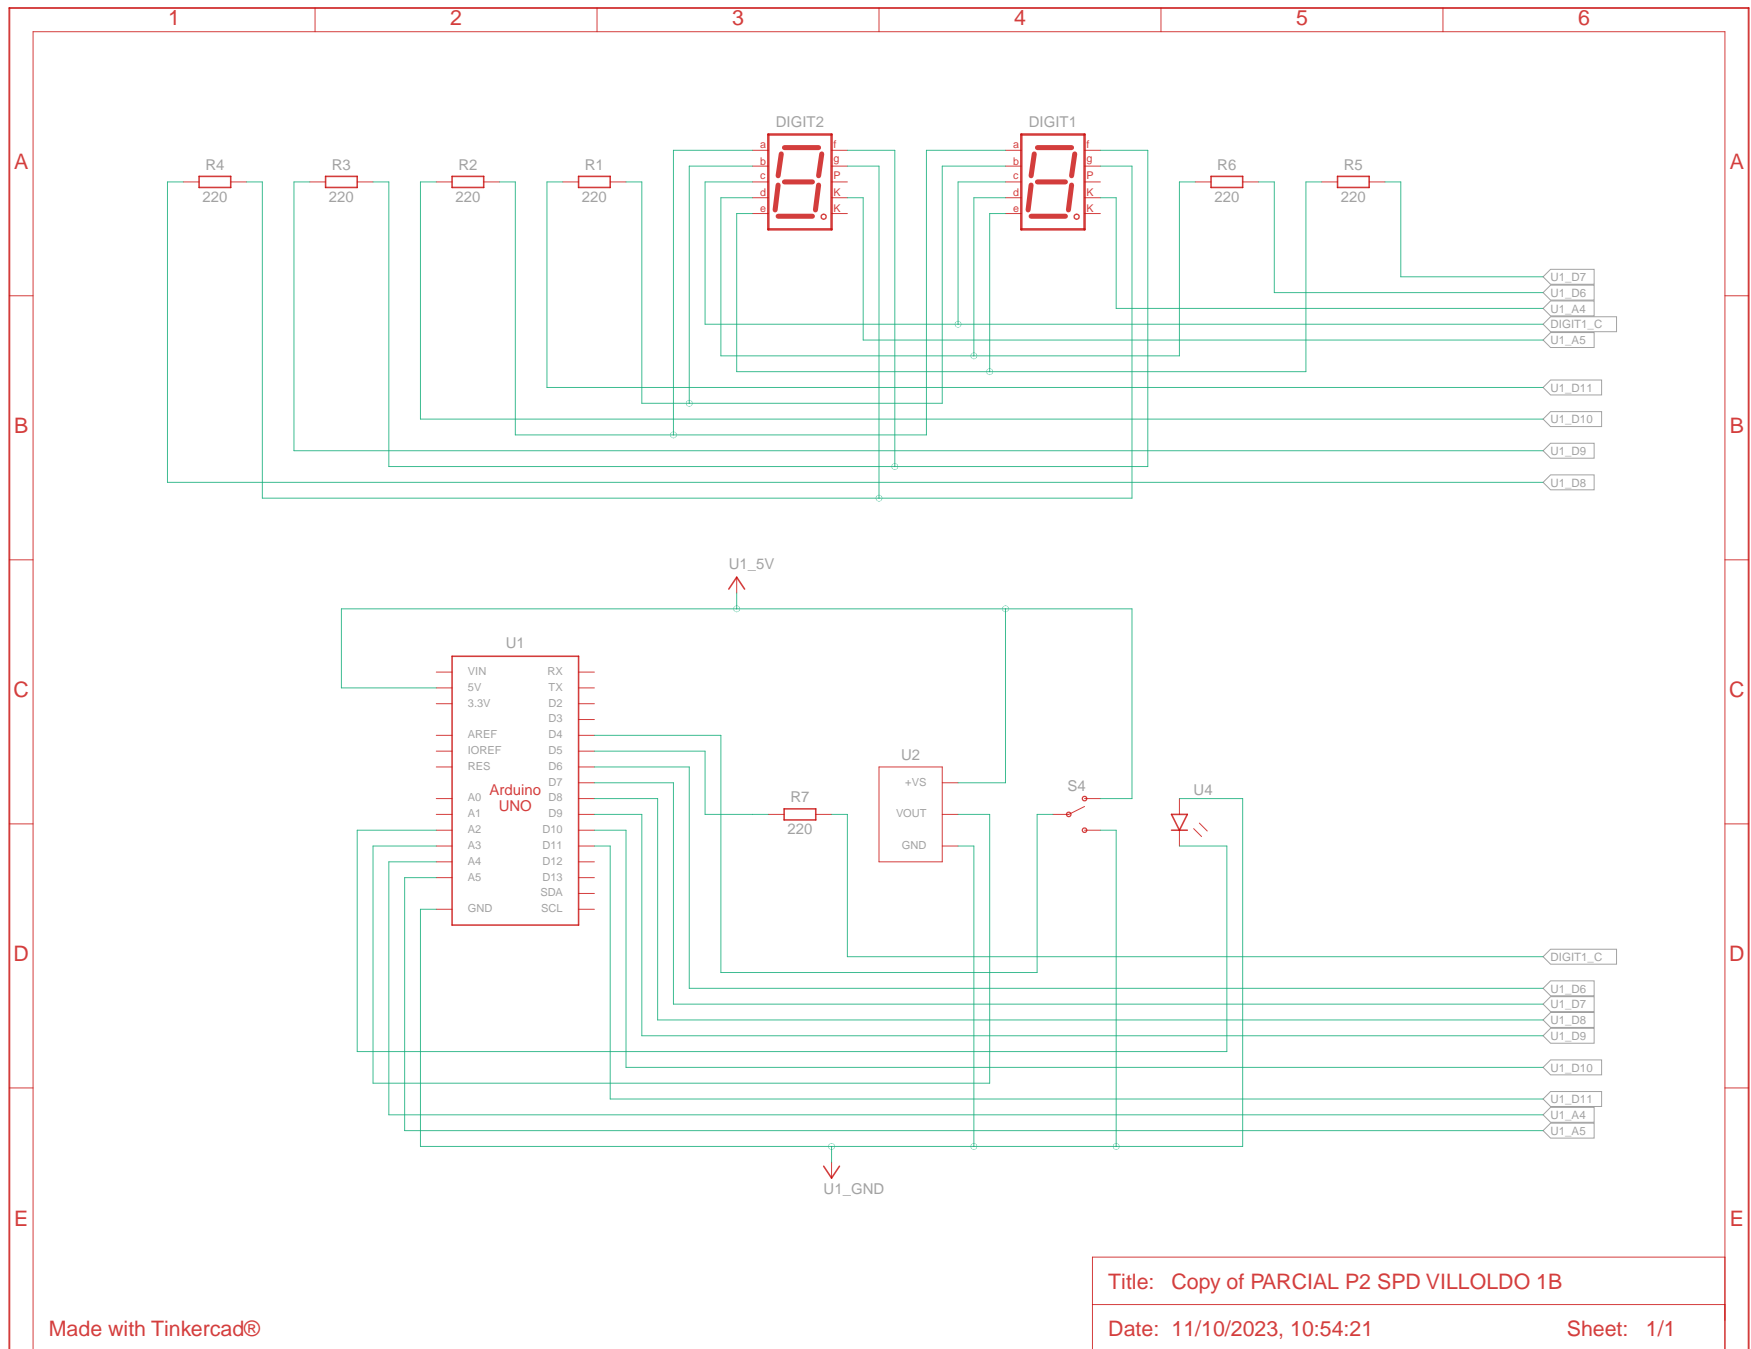 1 2 3 4 5 6
A A
B B
C C
D D
E E
DIGIT2 DIGIT1
R4 R3 R2 R1 R6 R5
220 220 220 220 220 220
a f a f
b g b g
c P c P
d K d K
e K e K
U1_D7
U1_D6
U1_A4
DIGIT1_C
U1_A5
U1_D11
U1_D10
U1_D9
U1_D8
U1_5V
U1
VIN RX
5V TX
3.3V D2
D3
AREF D4
IOREF D5
RES D6
D7
Arduino
UNO
A0 D8
A1 D9
A2 D10
A3 D11
A4 D12
A5 D13
SDA
GND SCL
R7
220
U2
+VS
VOUT
GND
S4
U4
DIGIT1_C
U1_D6
U1_D7
U1_D8
U1_D9
U1_D10
U1_D11
U1_A4
U1_A5
U1_GND
Title: Copy of PARCIAL P2 SPD VILLOLDO 1B
Made with Tinkercad®
Date: 11/10/2023, 10:54:21 Sheet: 1/1